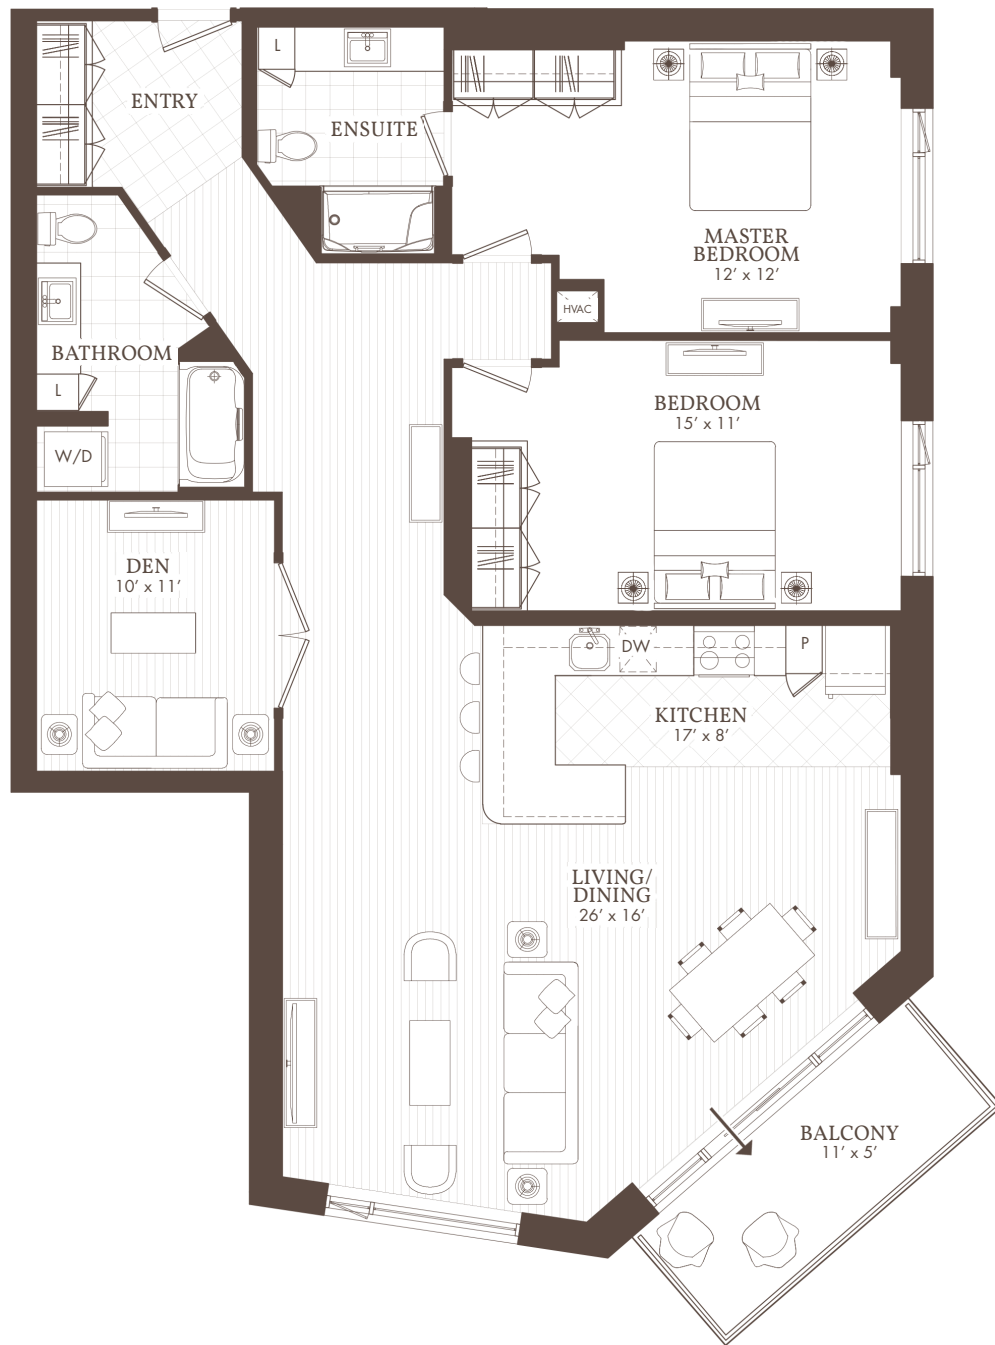 L
ENTRY
ENSUITE
MASTER
BEDROOM
12’ x 12’
HVAC
BATHROOM
L
W/D
BEDROOM
15’ x 11’
DEN
10’ x 11’
DW
P
KITCHEN
17’ x 8’
LIVING/
DINING
26’ x 16’
BALCONY
11’ x 5’